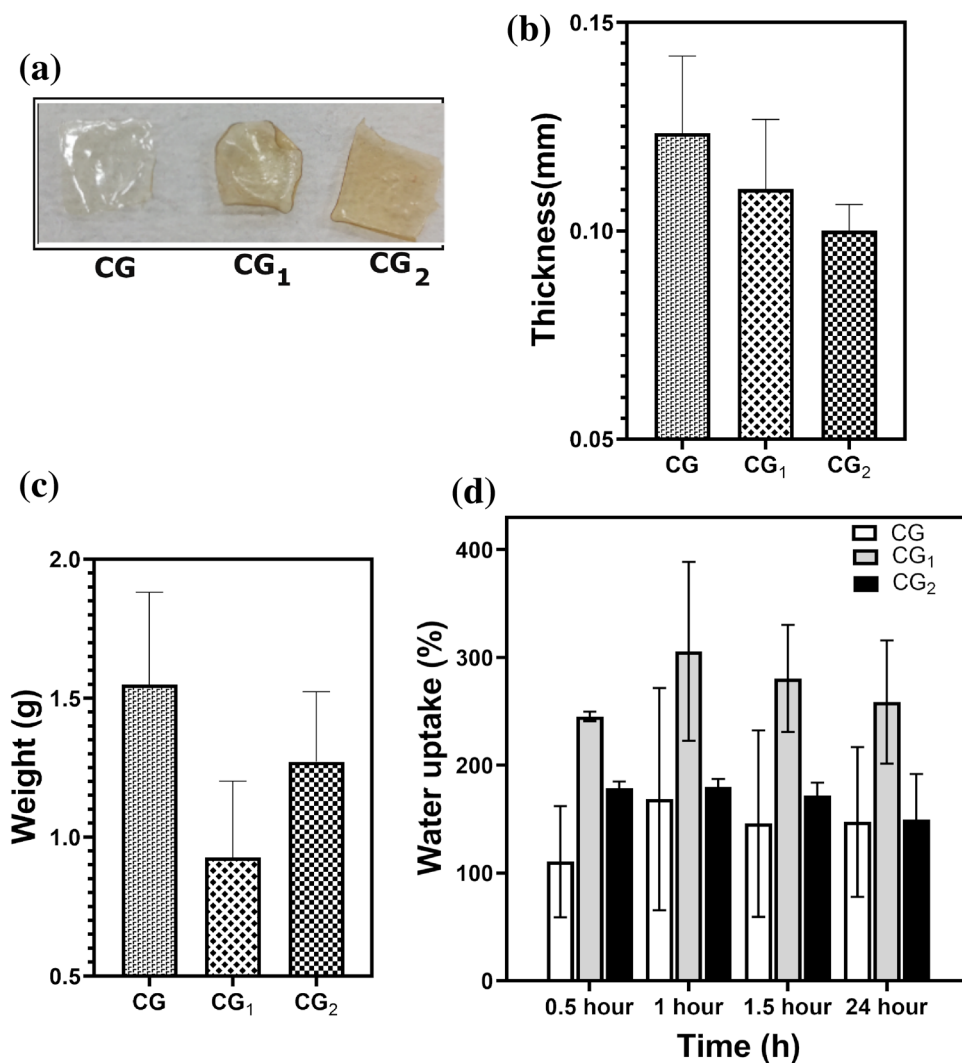 (a)
CG CG₁ CG₂
(b)
Thickness(mm)
0.15
0.10
0.05
CG CG₁ CG₂
(c)
Weight (g)
2.0
1.5
1.0
0.5
CG CG₁ CG₂
(d)
CG
CG₁
CG₂
Water uptake (%)
400
300
200
100
0
0.5 hour 1 hour 1.5 hour 24 hour
Time (h)